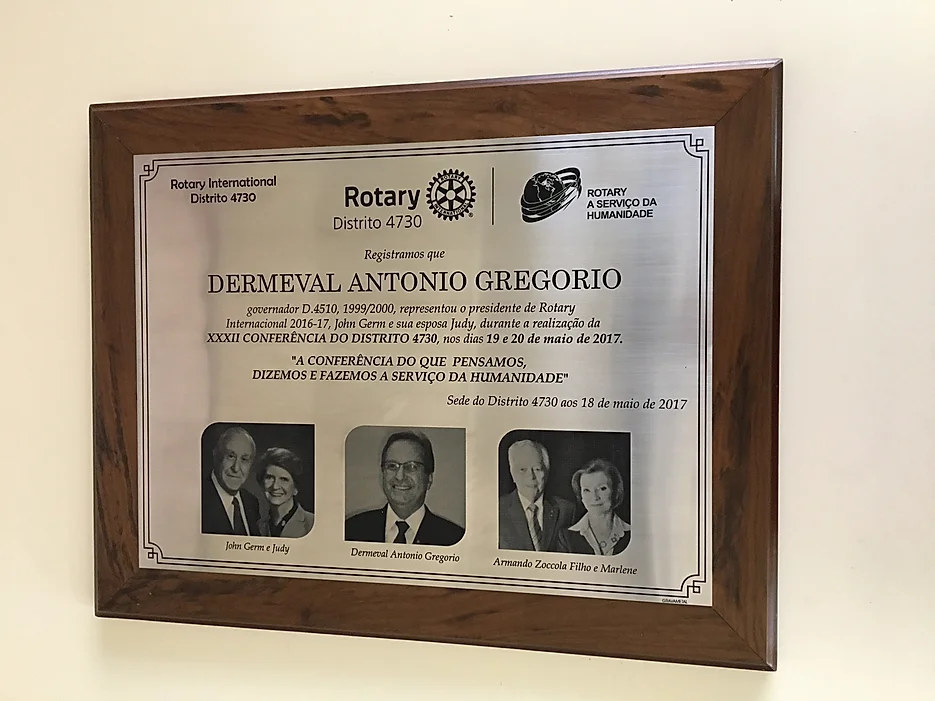 Rotary International
Distrito 4730
Rotary
Distrito 4730
ROTARY INTERNATIONAL
ROTARY
A SERVIÇO DA
HUMANIDADE
Registramos que
DERMEVAL ANTONIO GREGORIO
governador D.4510, 1999/2000, representou o presidente de Rotary
Internacional 2016-17, John Germ e sua esposa Judy, durante a realização da
XXXII CONFERÊNCIA DO DISTRITO 4730, nos dias 19 e 20 de maio de 2017.
"A CONFERÊNCIA DO QUE PENSAMOS,
DIZEMOS E FAZEMOS A SERVIÇO DA HUMANIDADE"
Sede do Distrito 4730 aos 18 de maio de 2017
John Germ e Judy
Dermeval Antonio Gregorio
Armando Zoccola Filho e Marlene
GRAVAMETAL